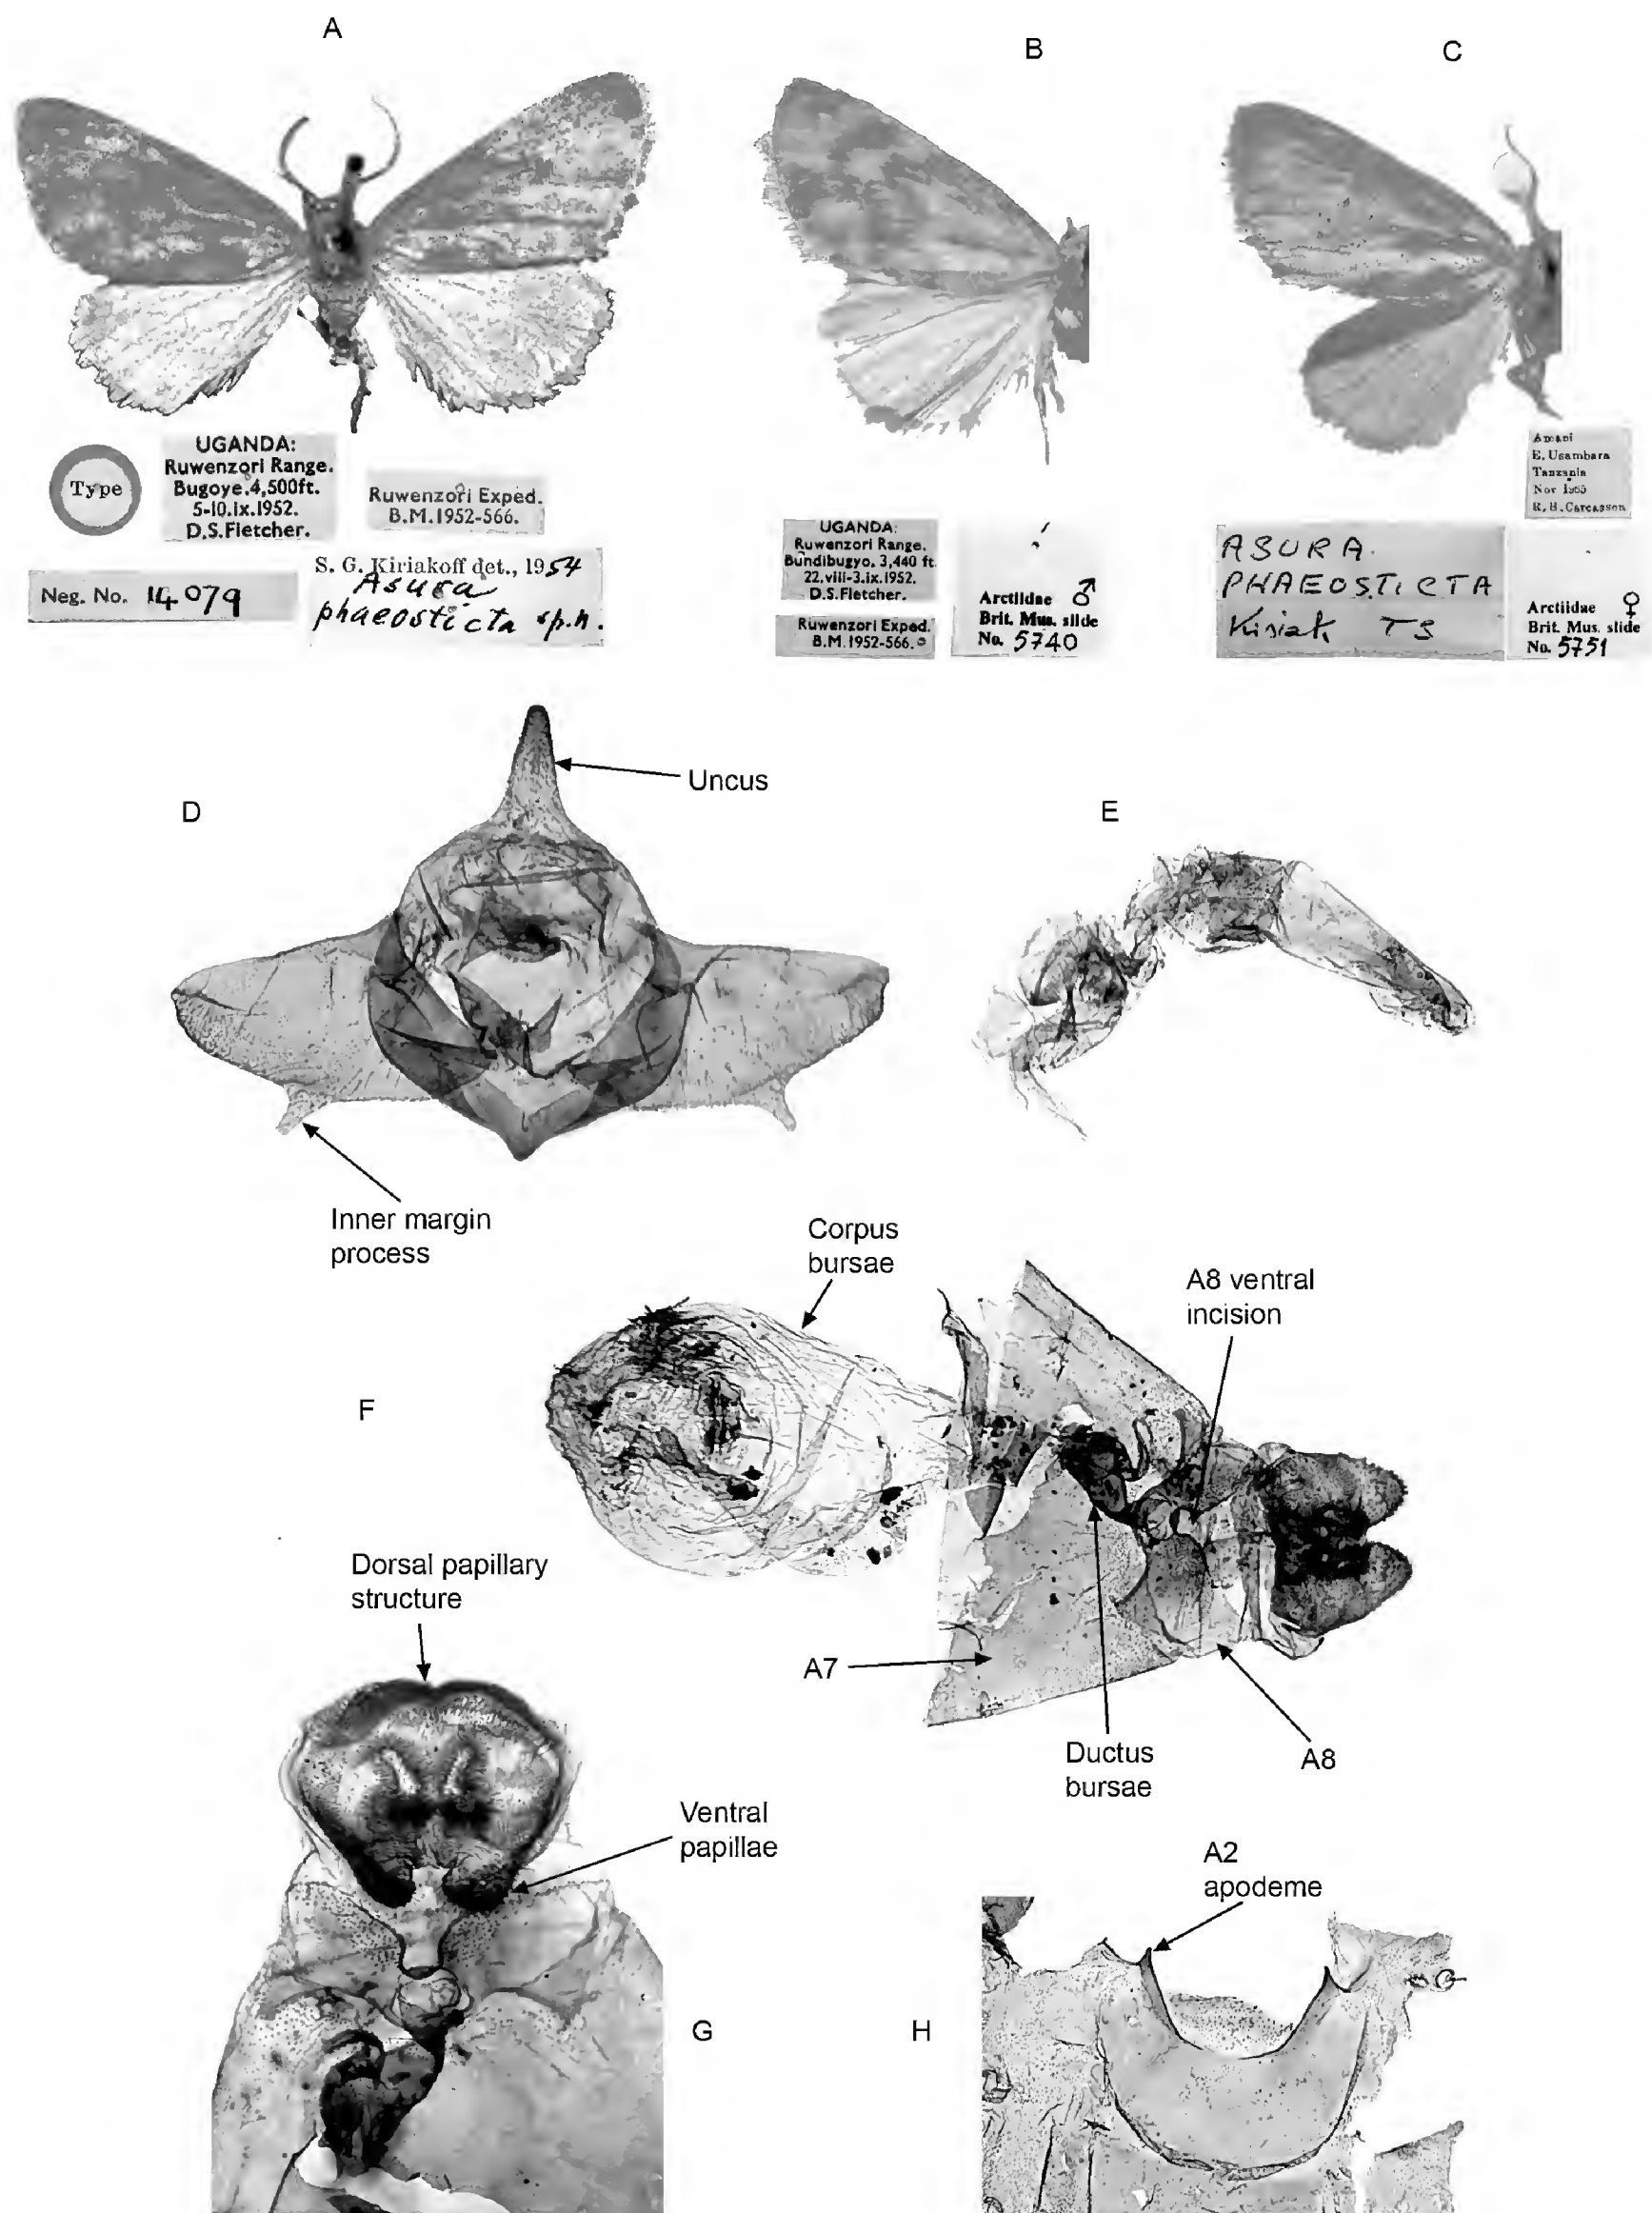 A
B
C
Type
UGANDA:
Ruwenzori Range.
Bugoye.4,500ft.
5-10.ix.1952.
D.S.Fletcher.
Ruwenzori Exped.
B.M.1952-566.
Neg. No. 14079
S. G. Kiriakoff det., 1954
Asura
phaeosticta sp.n.
UGANDA:
Ruwenzori Range.
Bundibugyo. 3,440 ft.
22.viii-3.ix.1952.
D.S.Fletcher.
Ruwenzori Exped.
B.M.1952-566.
Arctiidae ♂
Brit. Mus. slide
No. 5740
Amani
E. Usambara
Tanzania
Nov
R. H. Carcasson
ASURA
PHAEOSTICTA
Kiriak TS
Arctiidae ♀
Brit. Mus. slide
No. 5751
D
Uncus
E
Inner margin
process
Corpus
bursae
A8 ventral
incision
F
Dorsal papillary
structure
A7
Ductus
bursae
A8
Ventral
papillae
A2
apodeme
G
H